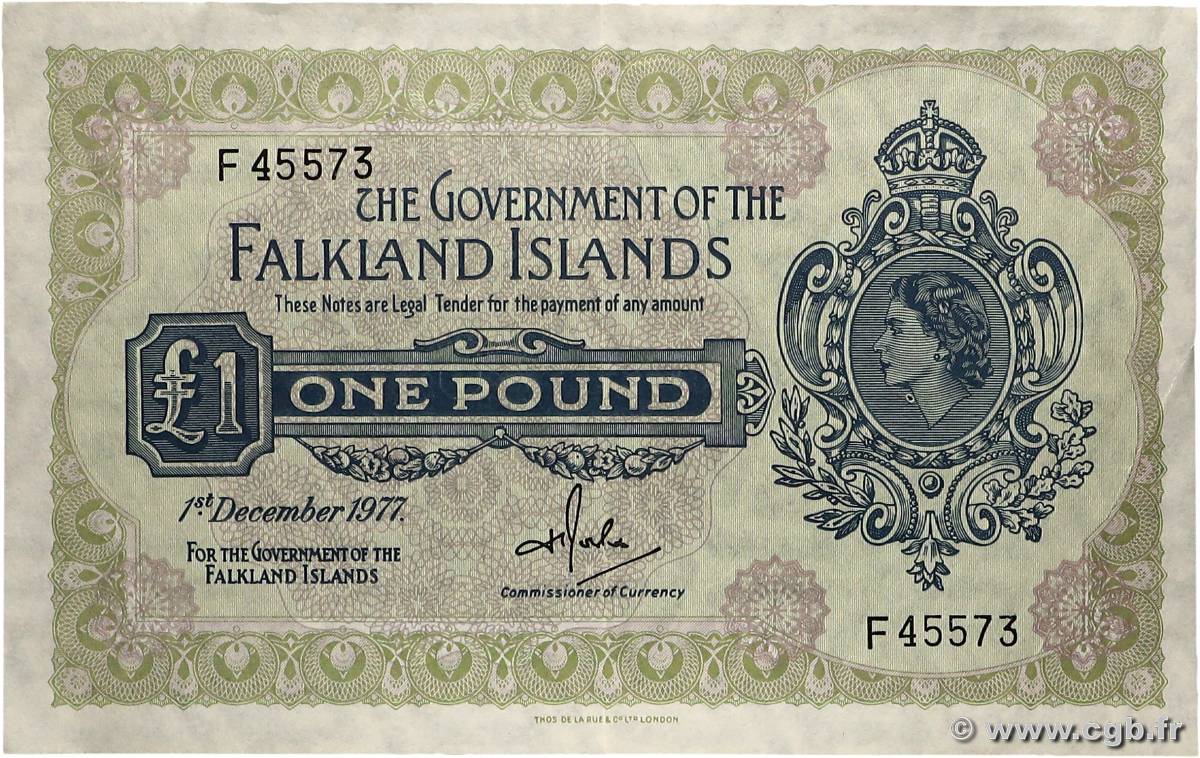 F 45573
THE GOVERNMENT OF THE
FALKLAND ISLANDS
These Notes are Legal Tender for the payment of any amount
£1
ONE POUND
1st. December 1977.
FOR THE GOVERNMENT OF THE
FALKLAND ISLANDS
Commissioner of Currency
F 45573
THOS DE LA RUE & CO LTD LONDON
© www.cgb.fr